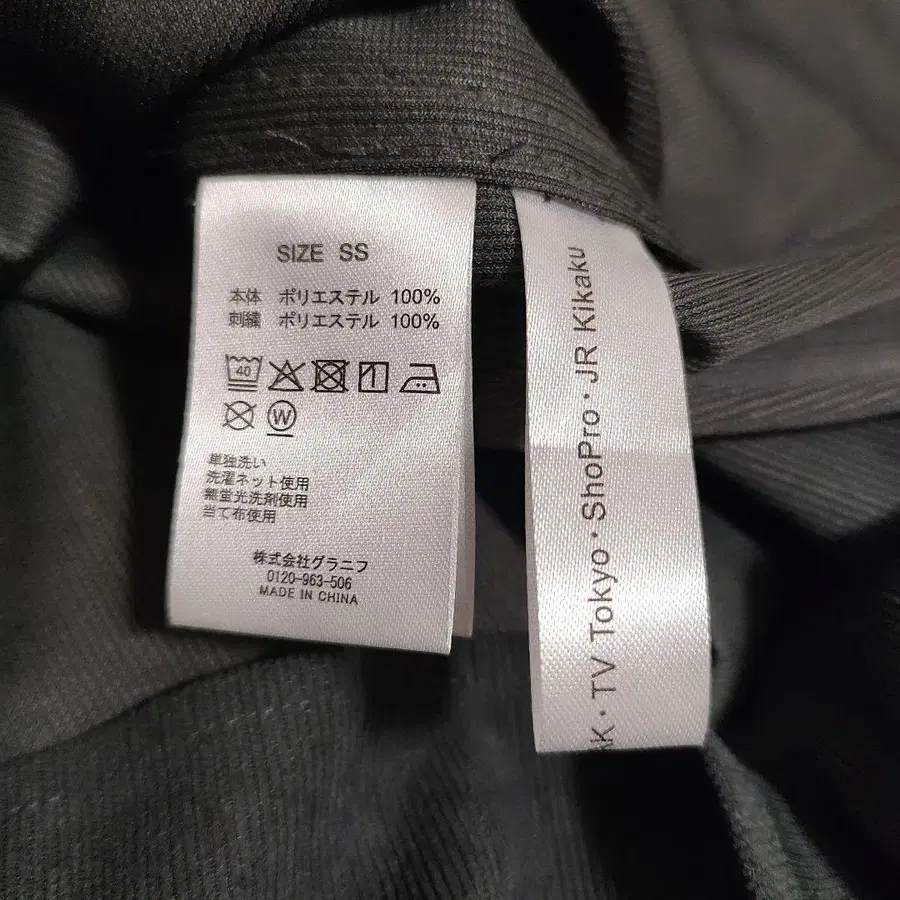 SIZE SS
本体 ポリエステル 100%
刺繍 ポリエステル 100%
40
W
単独洗い
洗濯ネット使用
無蛍光洗剤使用
当て布使用
株式会社グラニフ
0120-963-506
MADE IN CHINA
AK・TV Tokyo・ShoPro・JR Kikaku